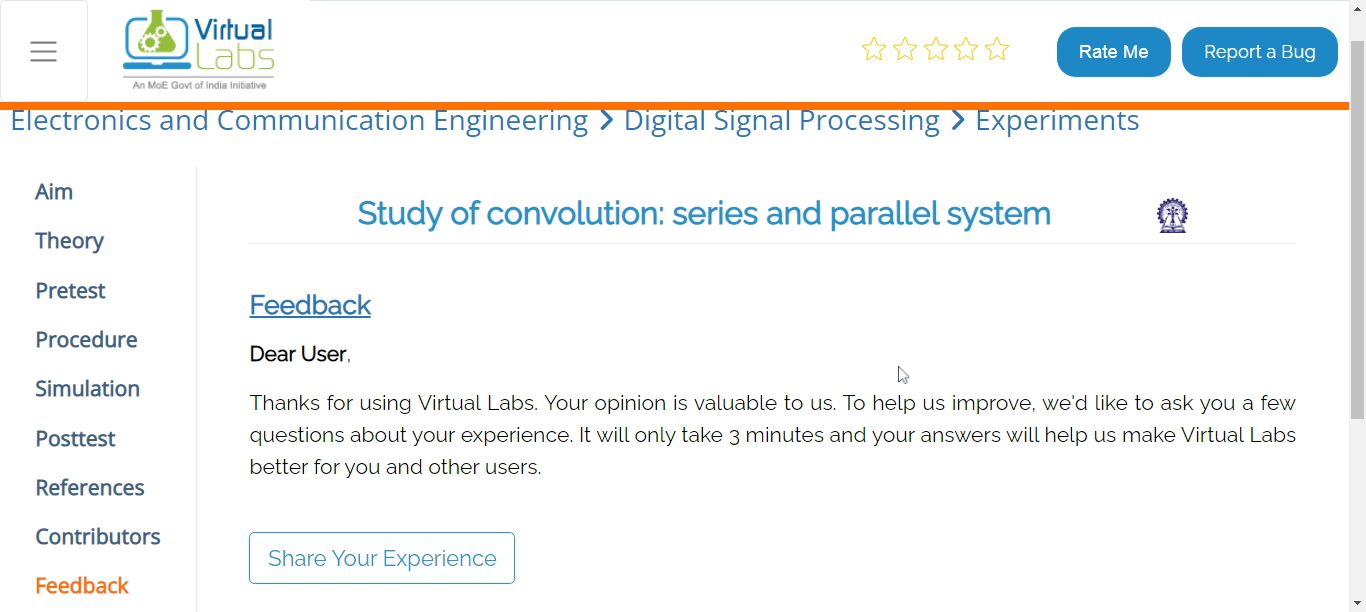 Virtual
Labs
An MoE Govt of India Initiative
Rate Me
Report a Bug
Electronics and Communication Engineering > Digital Signal Processing > Experiments
Aim
Theory
Pretest
Procedure
Simulation
Posttest
References
Contributors
Feedback
Study of convolution: series and parallel system
Feedback
Dear User,
Thanks for using Virtual Labs. Your opinion is valuable to us. To help us improve, we'd like to ask you a few
questions about your experience. It will only take 3 minutes and your answers will help us make Virtual Labs
better for you and other users.
Share Your Experience